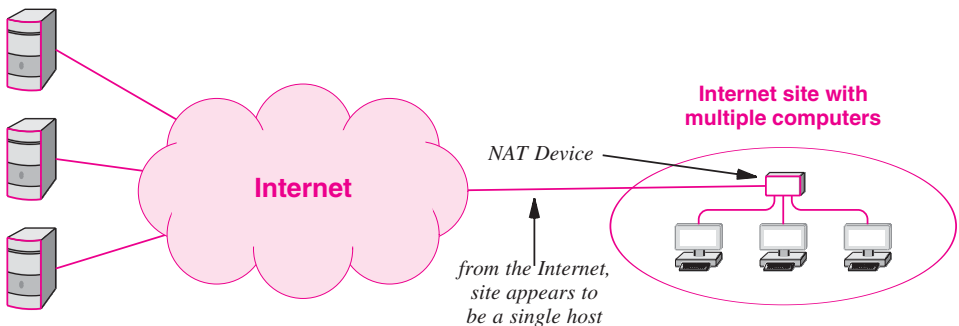 Internet site with
multiple computers
NAT Device
Internet
from the Internet,
site appears to
be a single host